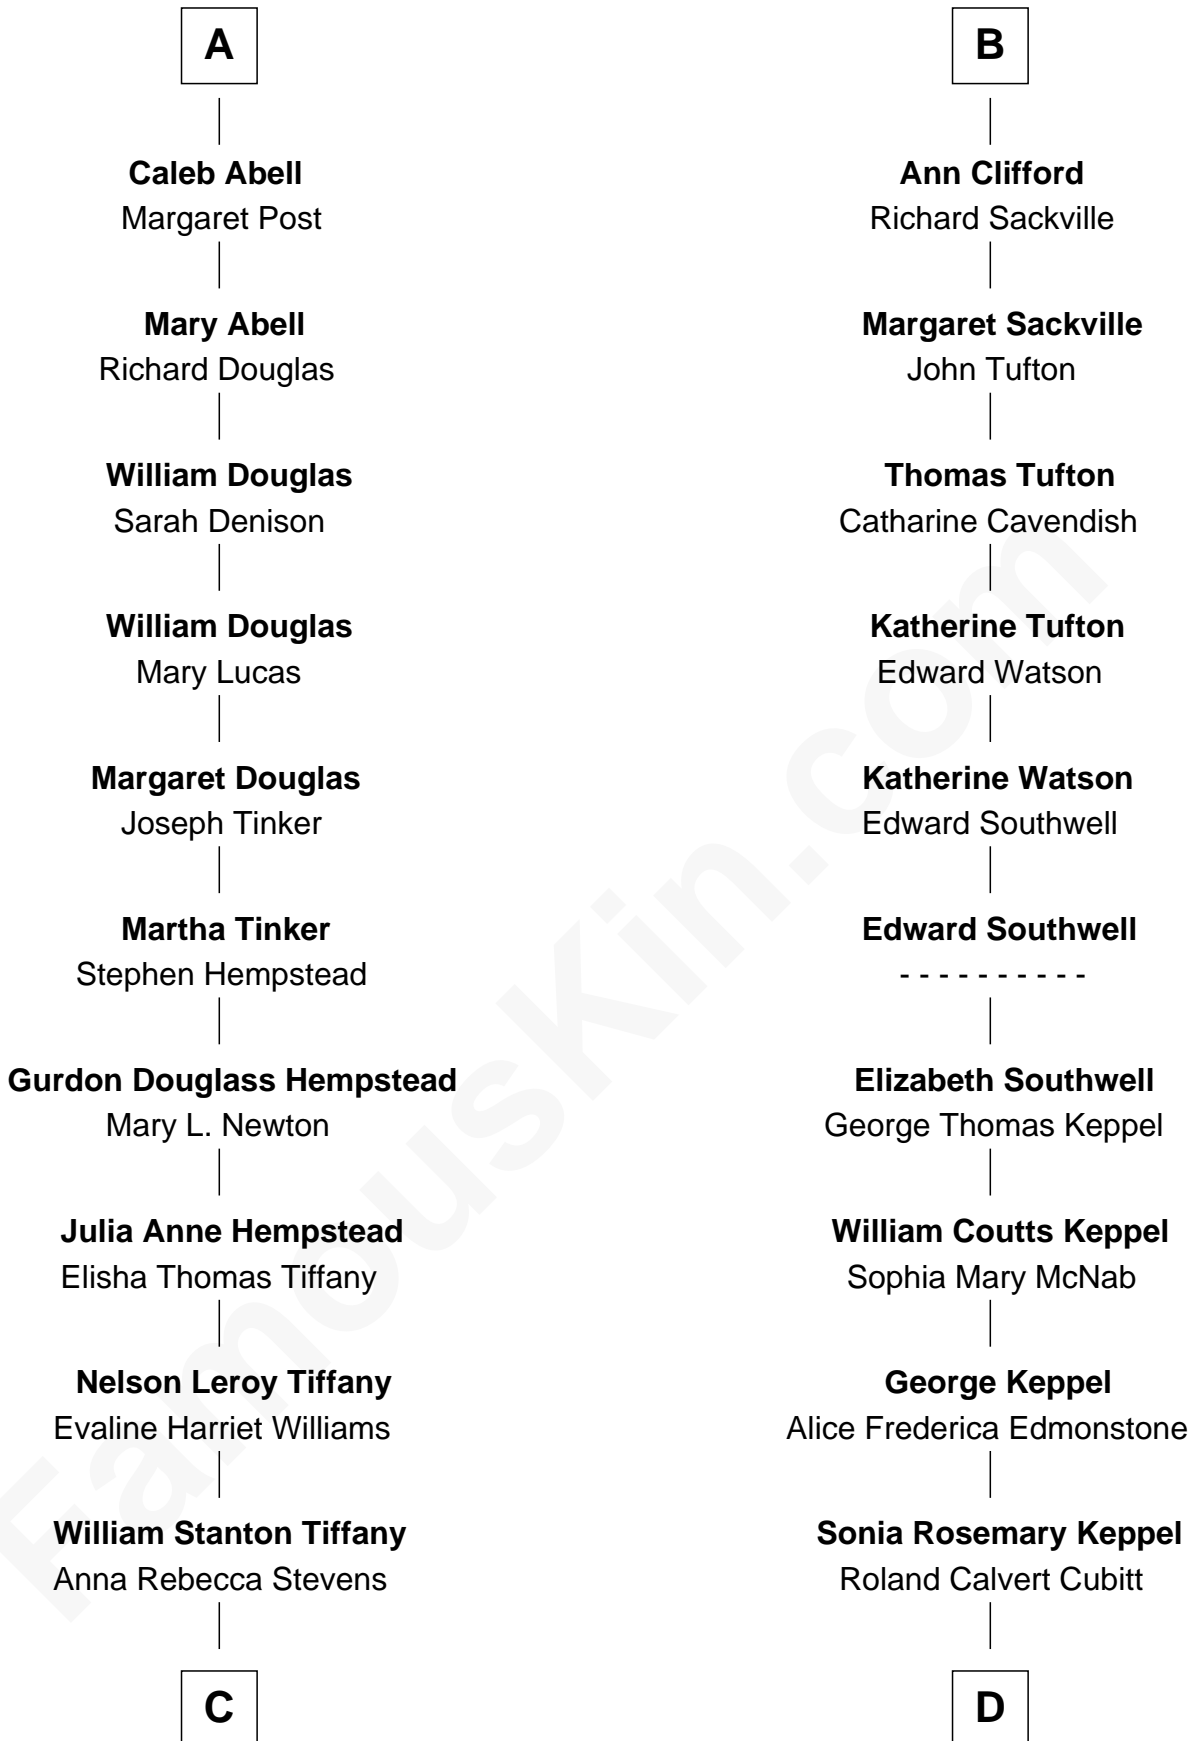 A
Caleb Abell
Margaret Post
Mary Abell
Richard Douglas
William Douglas
Sarah Denison
William Douglas
Mary Lucas
Margaret Douglas
Joseph Tinker
Martha Tinker
Stephen Hempstead
Gurdon Douglass Hempstead
Mary L. Newton
Julia Anne Hempstead
Elisha Thomas Tiffany
Nelson Leroy Tiffany
Evaline Harriet Williams
William Stanton Tiffany
Anna Rebecca Stevens
C
B
Ann Clifford
Richard Sackville
Margaret Sackville
John Tufton
Thomas Tufton
Catharine Cavendish
Katherine Tufton
Edward Watson
Katherine Watson
Edward Southwell
Edward Southwell
- - - - - - - - - -
Elizabeth Southwell
George Thomas Keppel
William Coutts Keppel
Sophia Mary McNab
George Keppel
Alice Frederica Edmonstone
Sonia Rosemary Keppel
Roland Calvert Cubitt
D
FamousKin.com